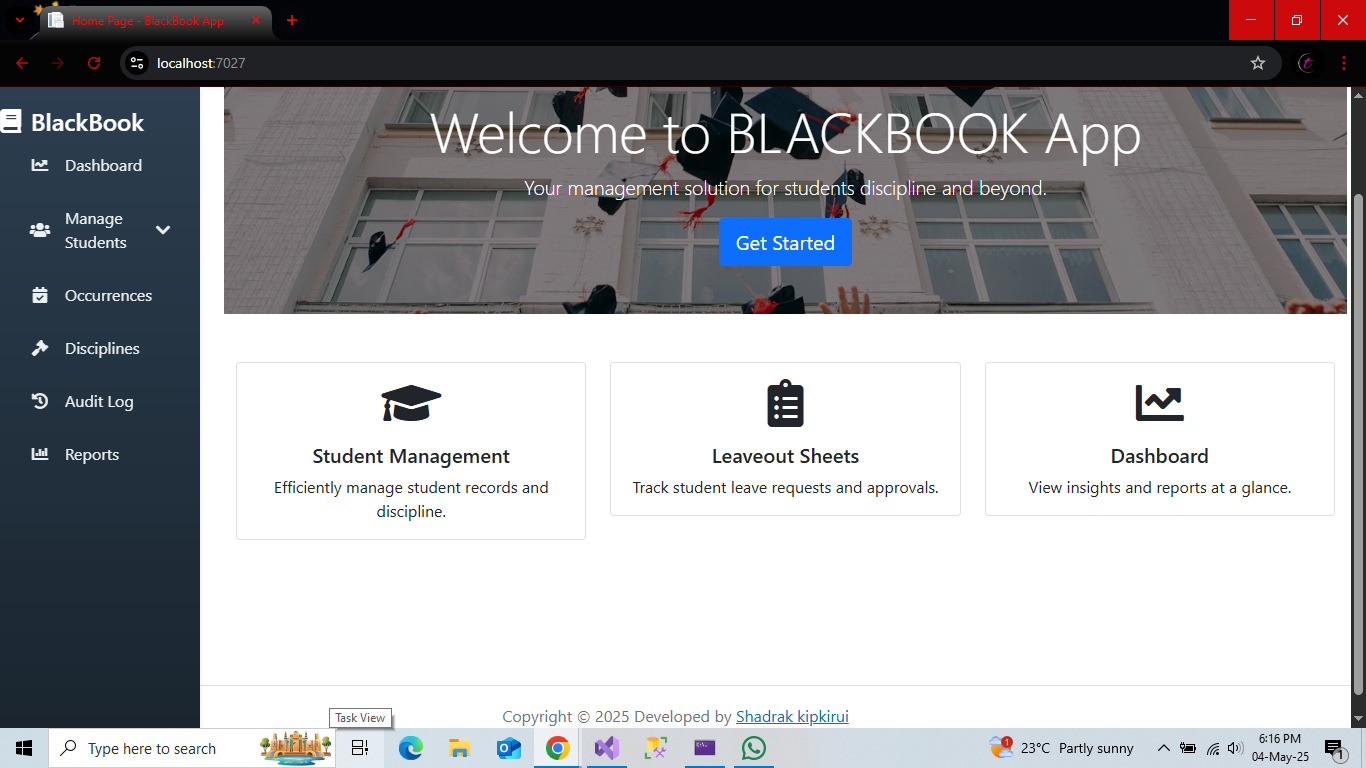 Home Page - BlackBook App
localhost:7027
BlackBook
Dashboard
Manage
Students
Occurrences
Disciplines
Audit Log
Reports
Welcome to BLACKBOOK App
Your management solution for students discipline and beyond.
Get Started
Student Management
Efficiently manage student records and
discipline.
Leaveout Sheets
Track student leave requests and approvals.
Dashboard
View insights and reports at a glance.
Copyright © 2025 Developed by Shadrak kipkirui
Task View
Type here to search
1
23°C Partly sunny
6:16 PM
04-May-25
1